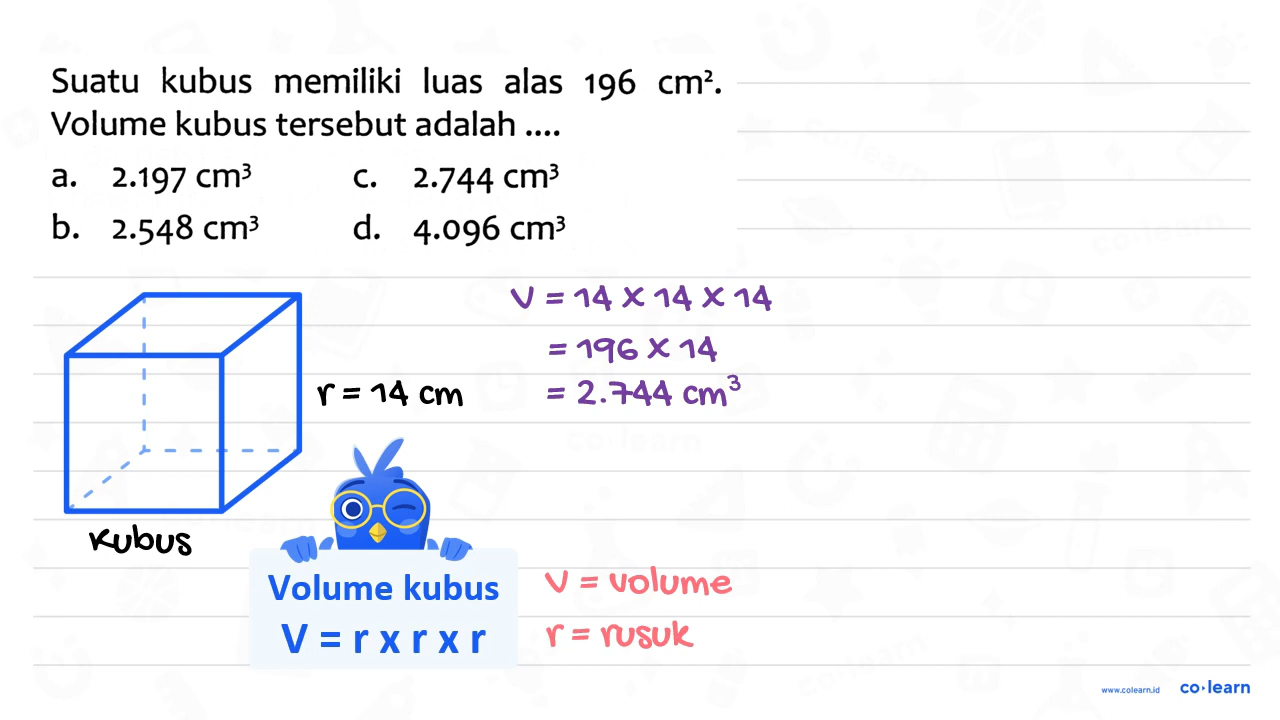 Suatu kubus memiliki luas alas 196 cm².
Volume kubus tersebut adalah ....
a. 2.197 cm³ c. 2.744 cm³
b. 2.548 cm³ d. 4.096 cm³
V = 14 x 14 x 14
= 196 x 14
r = 14 cm = 2.744 cm³
Kubus
Volume kubus
V = r x r x r
V = volume
r = rusuk
www.colearn.id co·learn